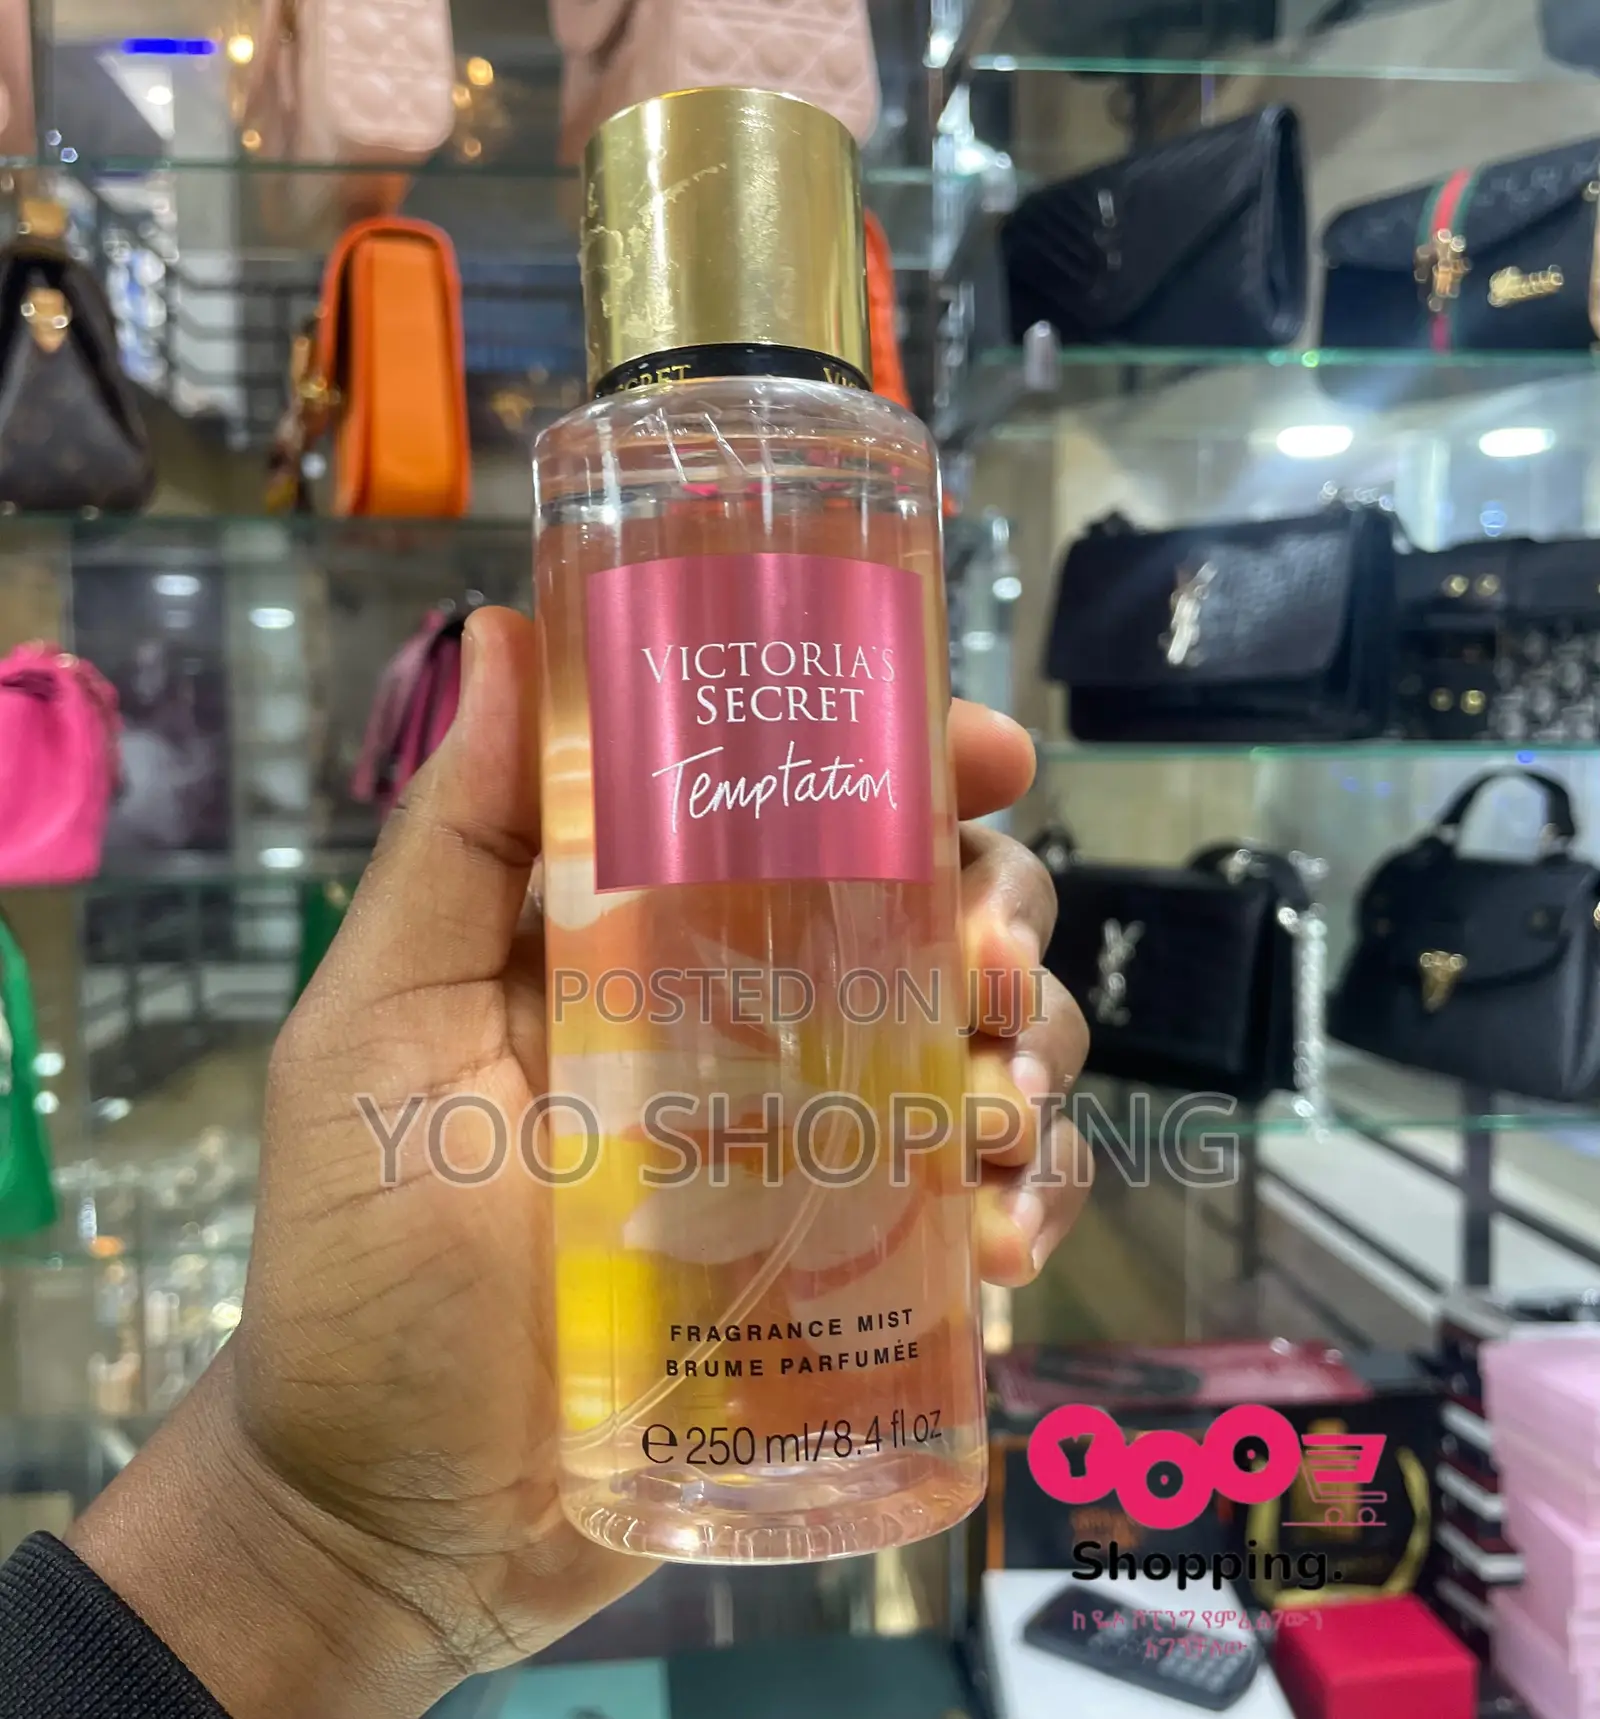 SECRET
VICTORIA'S
SECRET
Temptation
POSTED ON JIJI
YOO SHOPPING
FRAGRANCE MIST
BRUME PARFUMÉE
e 250 ml/8.4 fl oz
YOO
Shopping.